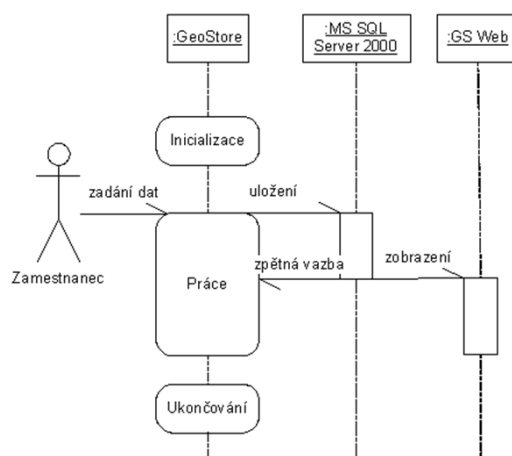 :GeoStore
:MS SQL
Server 2000
:GS Web
Inicializace
zadání dat
uložení
zpětná vazba
zobrazení
Zamestnanec
Práce
Ukončování